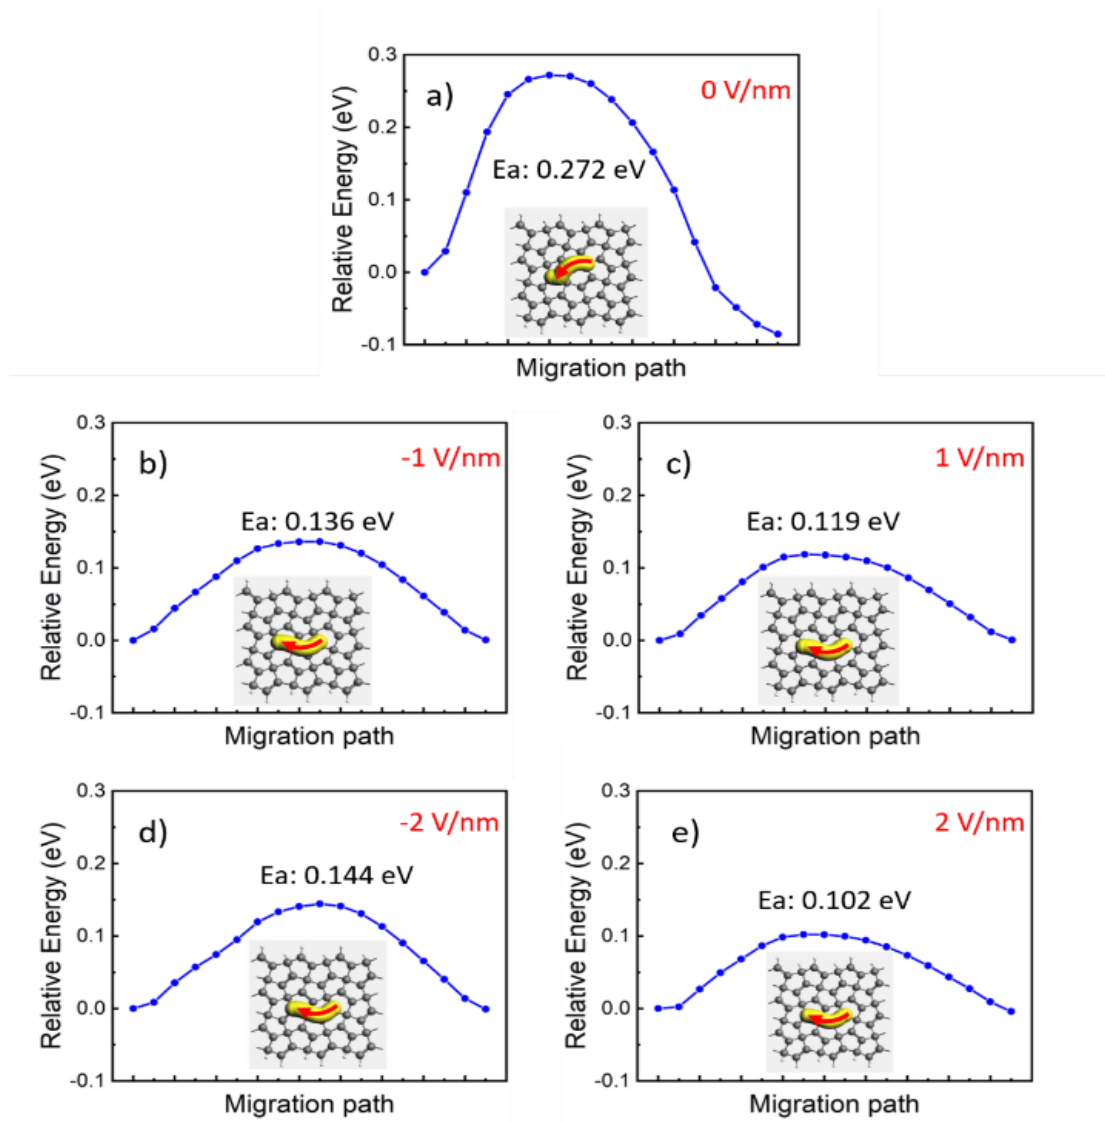 a)
0 V/nm
Ea: 0.272 eV
Relative Energy (eV)
0.3
0.2
0.1
0.0
-0.1
Migration path
b)
-1 V/nm
Ea: 0.136 eV
Relative Energy (eV)
0.3
0.2
0.1
0.0
-0.1
Migration path
c)
1 V/nm
Ea: 0.119 eV
Relative Energy (eV)
0.3
0.2
0.1
0.0
-0.1
Migration path
d)
-2 V/nm
Ea: 0.144 eV
Relative Energy (eV)
0.3
0.2
0.1
0.0
-0.1
Migration path
e)
2 V/nm
Ea: 0.102 eV
Relative Energy (eV)
0.3
0.2
0.1
0.0
-0.1
Migration path